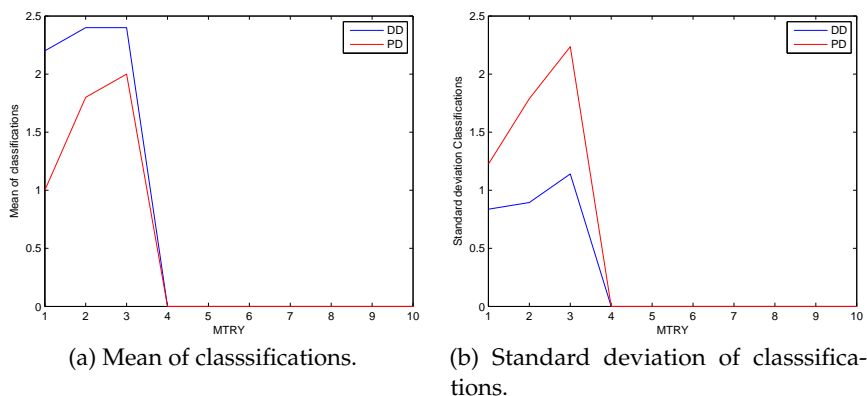 2.5
2
1.5
1
0.5
0
Mean of classifications
DD
PD
1 2 3 4 5 6 7 8 9 10
MTRY
(a) Mean of classsifications.
2.5
2
1.5
1
0.5
0
Standard deviation Classifications
DD
PD
1 2 3 4 5 6 7 8 9 10
MTRY
(b) Standard deviation of classsifica-
tions.